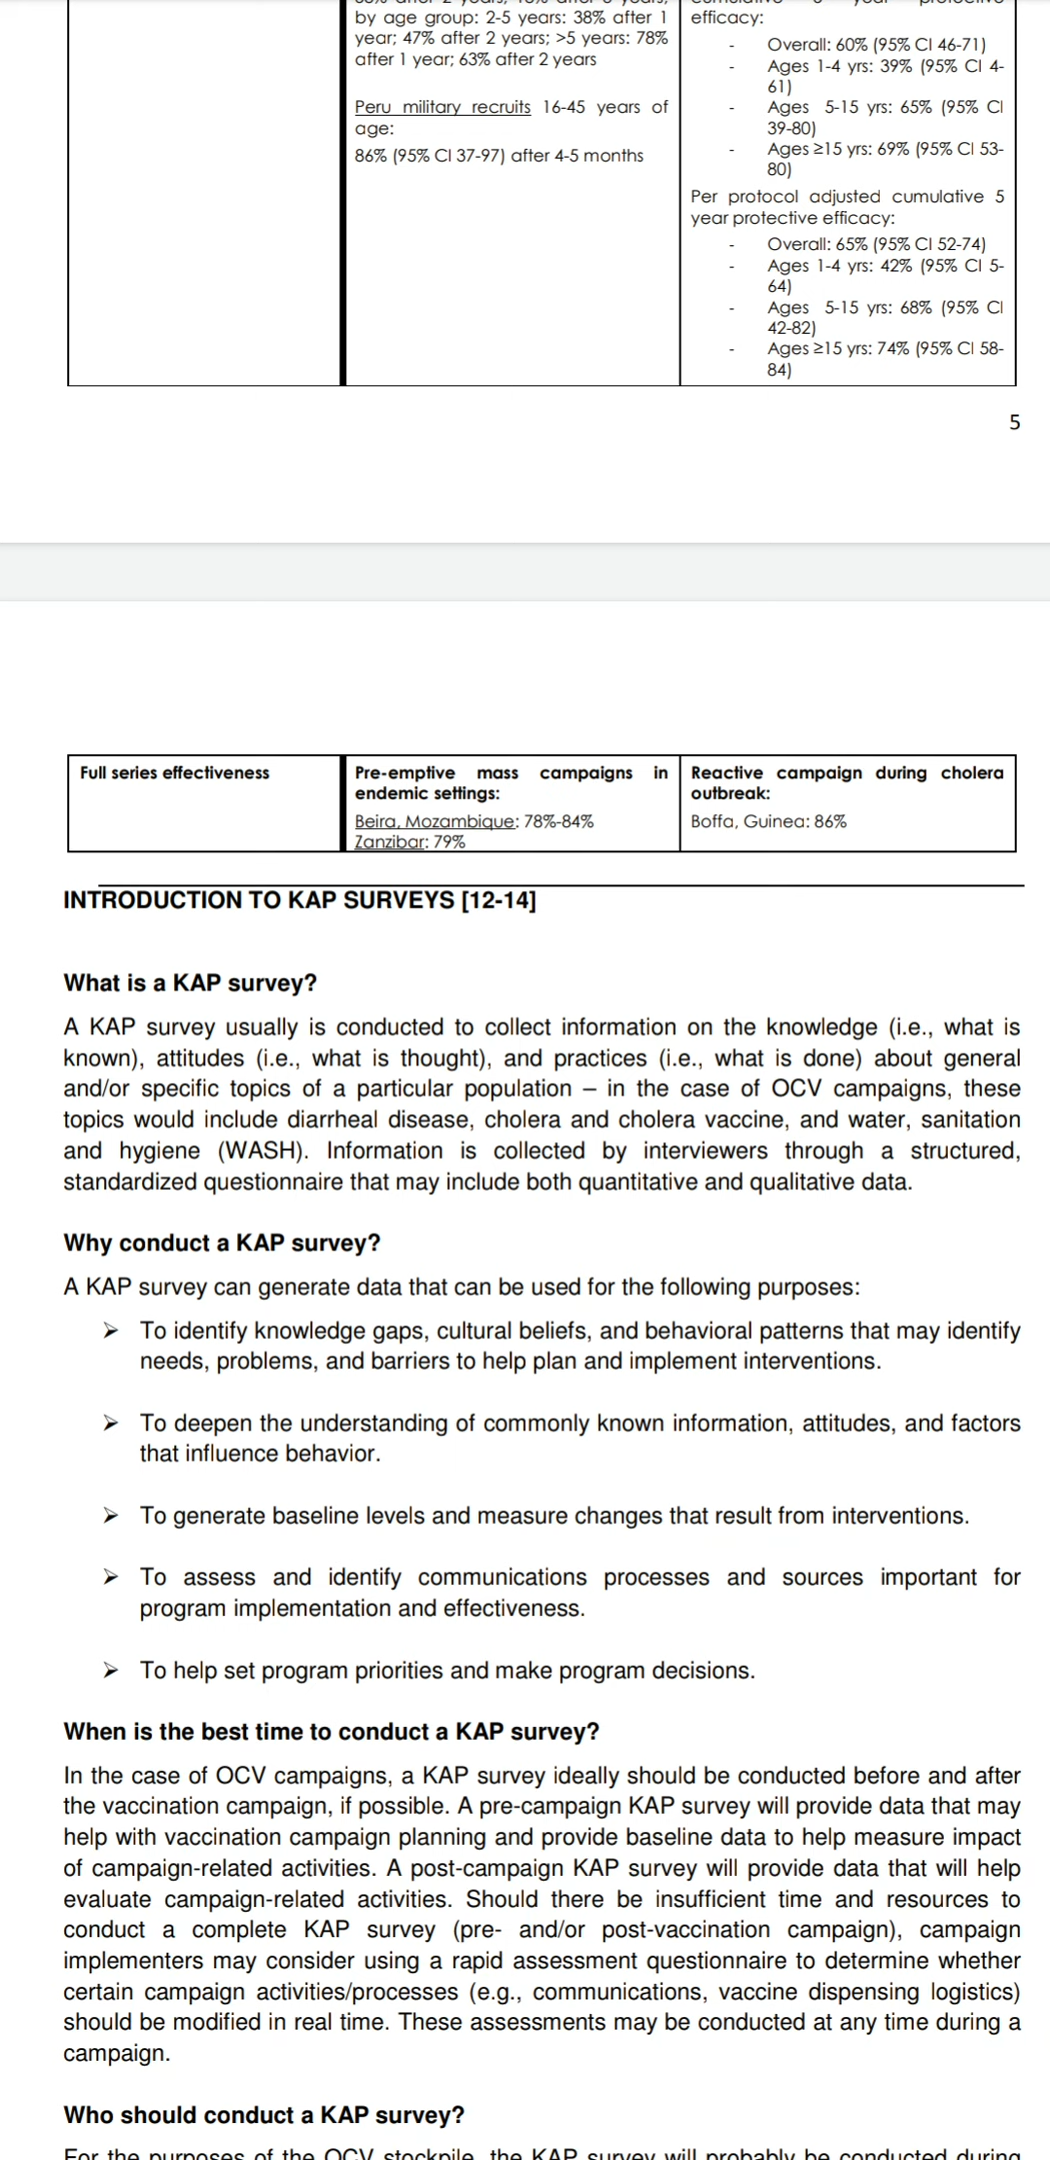 by age group: 2-5 years: 38% after 1
year; 47% after 2 years; >5 years: 78%
after 1 year; 63% after 2 years
Peru military recruits 16-45 years of
age:
86% (95% CI 37-97) after 4-5 months
efficacy:
- Overall: 60% (95% CI 46-71)
- Ages 1-4 yrs: 39% (95% CI 4-
61)
- Ages 5-15 yrs: 65% (95% CI
39-80)
- Ages ≥15 yrs: 69% (95% CI 53-
80)
Per protocol adjusted cumulative 5
year protective efficacy:
- Overall: 65% (95% CI 52-74)
- Ages 1-4 yrs: 42% (95% CI 5-
64)
- Ages 5-15 yrs: 68% (95% CI
42-82)
- Ages ≥15 yrs: 74% (95% CI 58-
84)
5
Full series effectiveness
Pre-emptive mass campaigns in
endemic settings:
Beira, Mozambique: 78%-84%
Zanzibar: 79%
Reactive campaign during cholera
outbreak:
Boffa, Guinea: 86%
INTRODUCTION TO KAP SURVEYS [12-14]
What is a KAP survey?
A KAP survey usually is conducted to collect information on the knowledge (i.e., what is
known), attitudes (i.e., what is thought), and practices (i.e., what is done) about general
and/or specific topics of a particular population – in the case of OCV campaigns, these
topics would include diarrheal disease, cholera and cholera vaccine, and water, sanitation
and hygiene (WASH). Information is collected by interviewers through a structured,
standardized questionnaire that may include both quantitative and qualitative data.
Why conduct a KAP survey?
A KAP survey can generate data that can be used for the following purposes:
➢ To identify knowledge gaps, cultural beliefs, and behavioral patterns that may identify
needs, problems, and barriers to help plan and implement interventions.
➢ To deepen the understanding of commonly known information, attitudes, and factors
that influence behavior.
➢ To generate baseline levels and measure changes that result from interventions.
➢ To assess and identify communications processes and sources important for
program implementation and effectiveness.
➢ To help set program priorities and make program decisions.
When is the best time to conduct a KAP survey?
In the case of OCV campaigns, a KAP survey ideally should be conducted before and after
the vaccination campaign, if possible. A pre-campaign KAP survey will provide data that may
help with vaccination campaign planning and provide baseline data to help measure impact
of campaign-related activities. A post-campaign KAP survey will provide data that will help
evaluate campaign-related activities. Should there be insufficient time and resources to
conduct a complete KAP survey (pre- and/or post-vaccination campaign), campaign
implementers may consider using a rapid assessment questionnaire to determine whether
certain campaign activities/processes (e.g., communications, vaccine dispensing logistics)
should be modified in real time. These assessments may be conducted at any time during a
campaign.
Who should conduct a KAP survey?
For the purposes of the OCV stockpile, the KAP survey will probably be conducted during